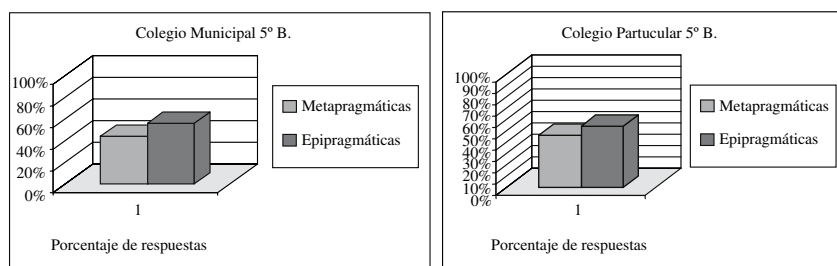 Colegio Municipal 5º B.
100%
80%
60%
40%
20%
0%
1
Metapragmáticas
Epipragmáticas
Porcentaje de respuestas
Colegio Partucular 5º B.
100%
90%
80%
70%
60%
50%
40%
30%
20%
10%
0%
1
Metapragmáticas
Epipragmáticas
Porcentaje de respuestas